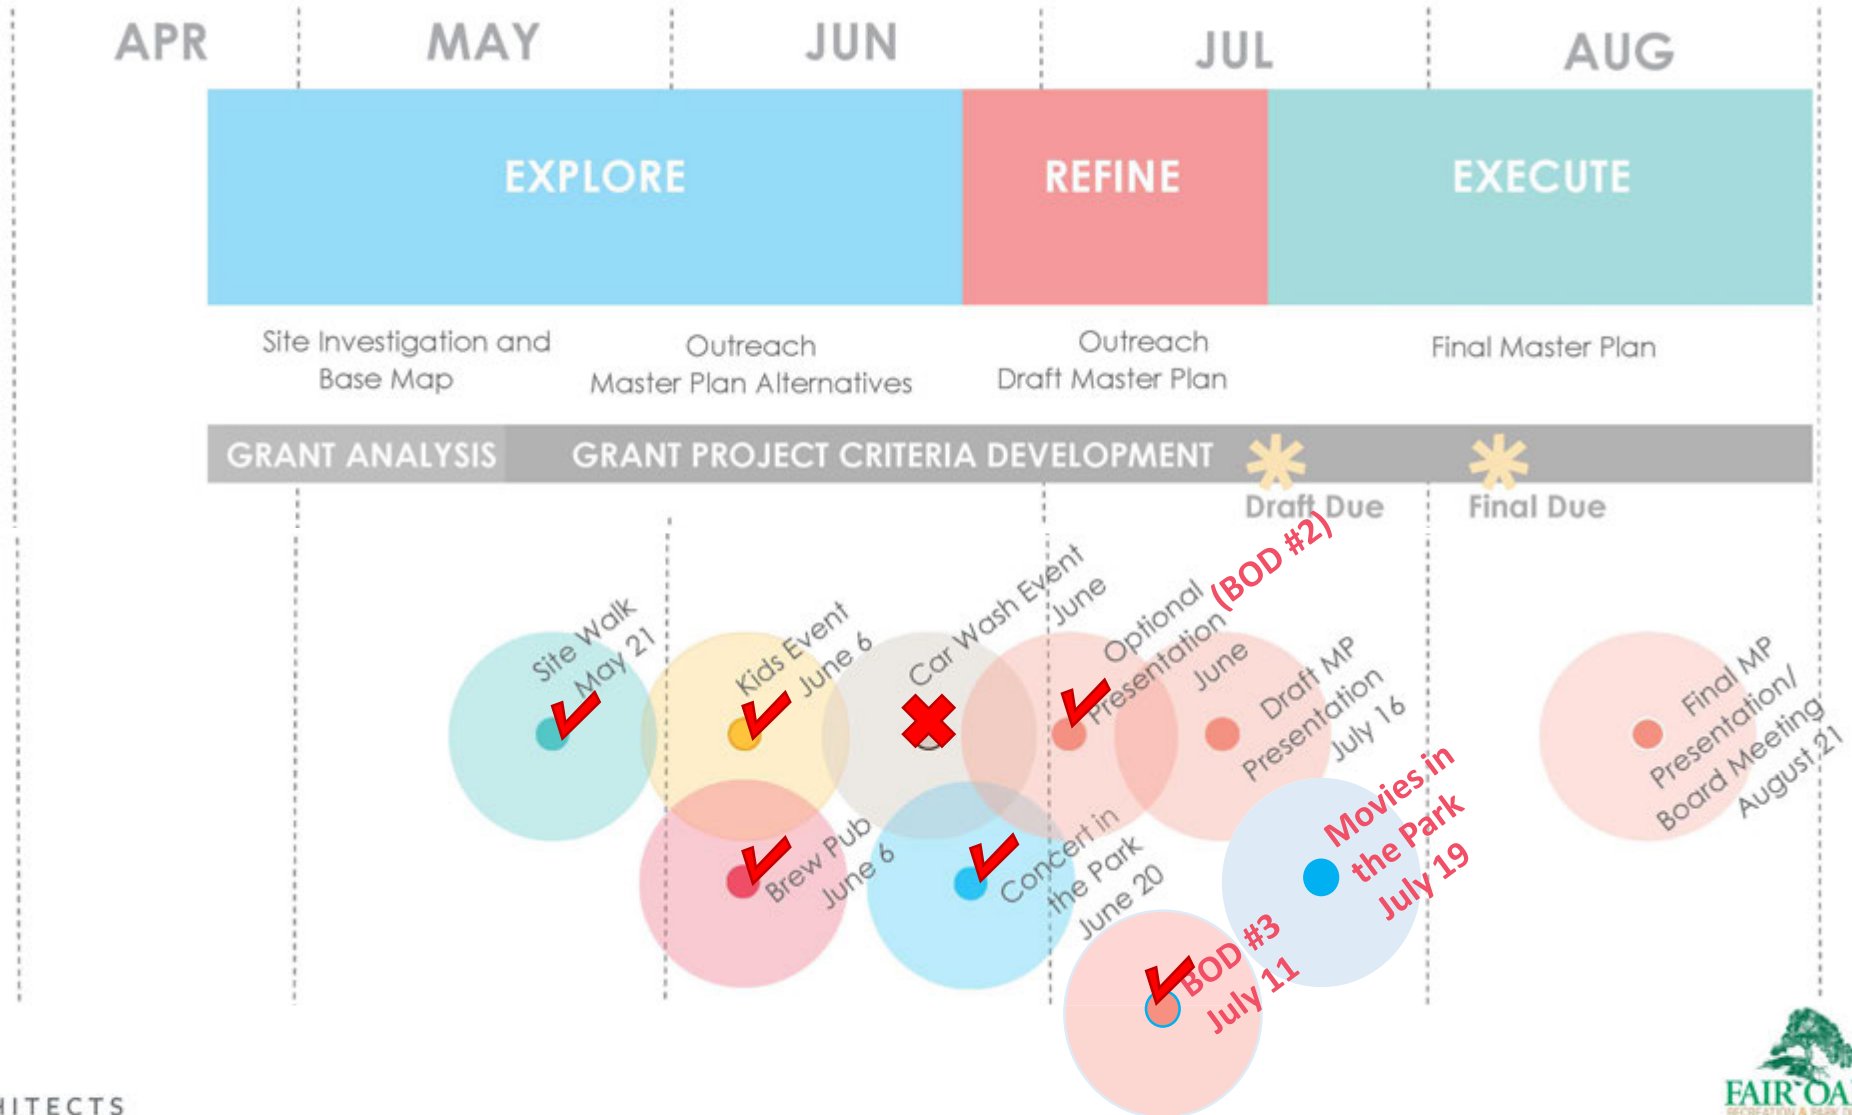 APR
MAY
JUN
JUL
AUG
EXPLORE
REFINE
EXECUTE
Site Investigation and
Base Map
Outreach
Master Plan Alternatives
Outreach
Draft Master Plan
Final Master Plan
GRANT ANALYSIS
GRANT PROJECT CRITERIA DEVELOPMENT
Draft Due
Final Due
Site Walk
May 21
Kids Event
June 6
Car Wash Event
June
Optional
Presentation
June
(BOD #2)
Draft MP
Presentation
July 16
Final MP
Presentation/
Board Meeting
August 21
Brew Pub
June 6
Concert in
the Park
June 20
Movies in
the Park
July 19
BOD #3
July 11
HITECTS
FAIR OA
RECREATION & PARK D